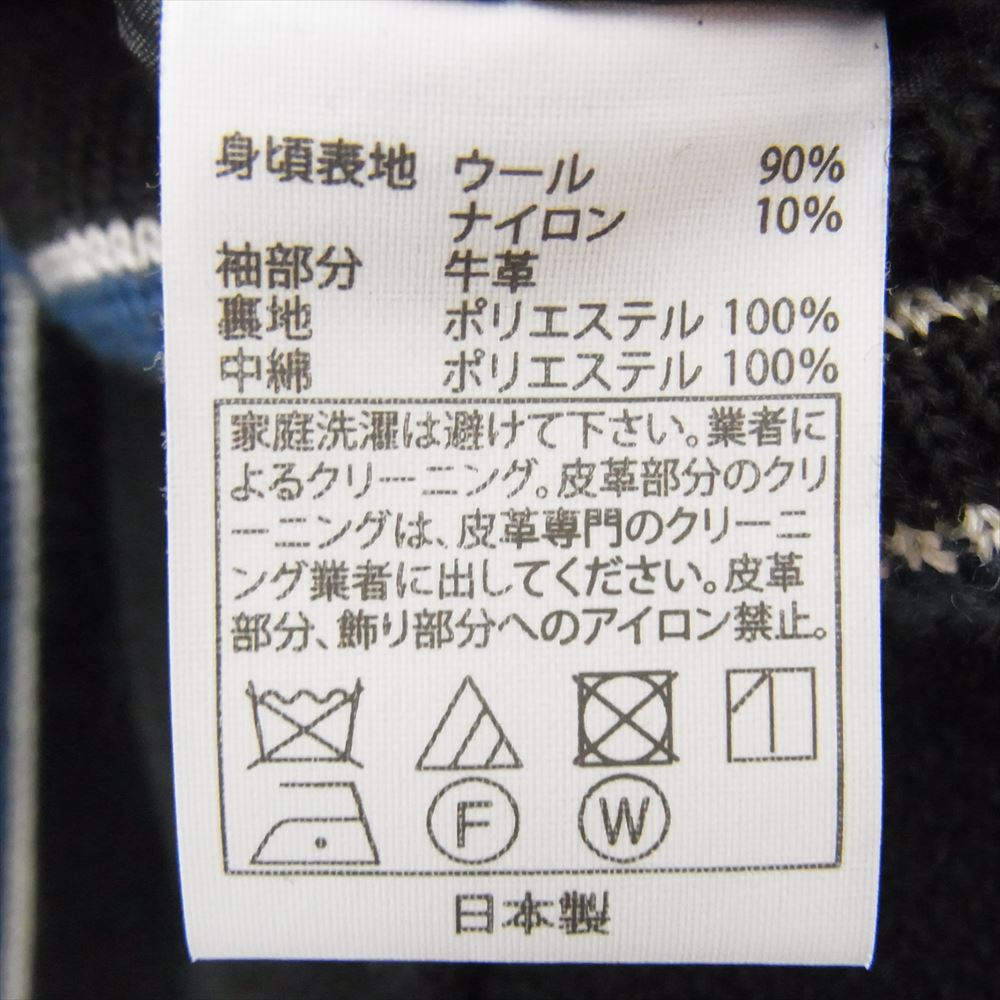 身頃表地 ウール 90%
ナイロン 10%
袖部分 牛革
裏地 ポリエステル 100%
中綿 ポリエステル 100%
家庭洗濯は避けて下さい。業者に
よるクリーニング。皮革部分のクリ
ーニングは、皮革専門のクリーニ
ング業者に出してください。皮革
部分、飾り部分へのアイロン禁止。
F W
日本製